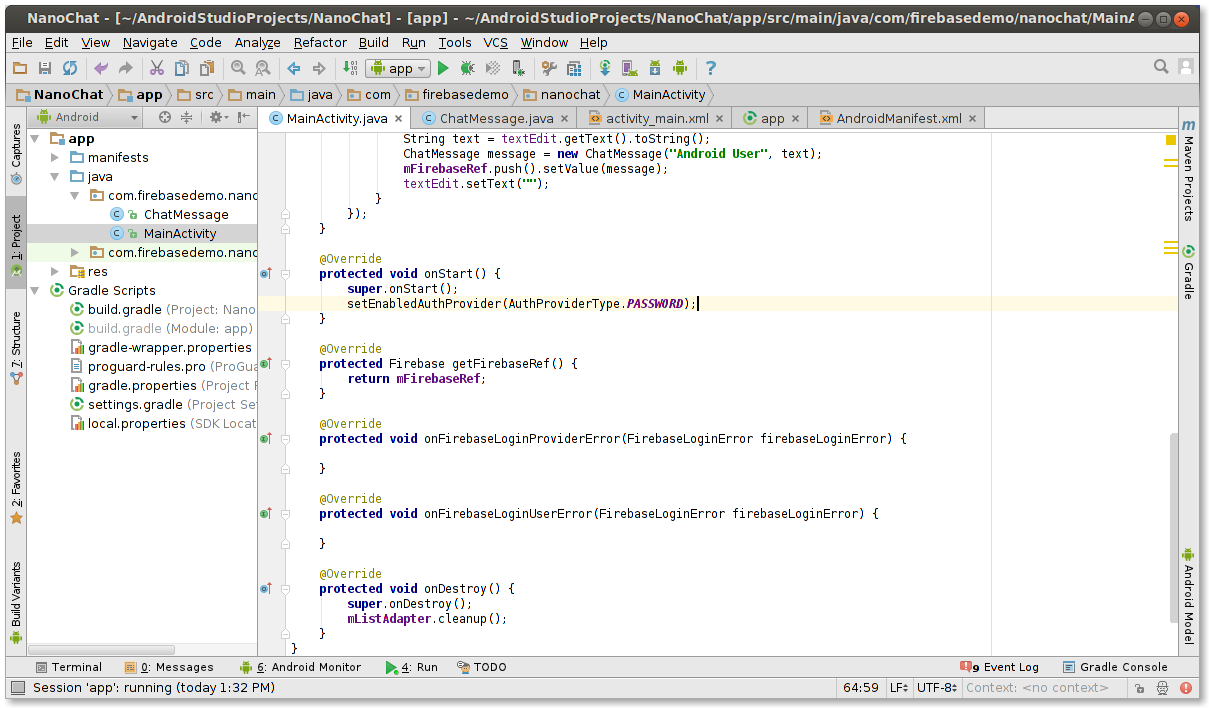 NanoChat - [~/AndroidStudioProjects/NanoChat] - [app] - ~/AndroidStudioProjects/NanoChat/app/src/main/java/com/firebasedemo/nanochat/MainA
File Edit View Navigate Code Analyze Refactor Build Run Tools VCS Window Help
app
NanoChat app src main java com firebasedemo nanochat MainActivity
Android
MainActivity.java ChatMessage.java activity_main.xml app AndroidManifest.xml
Captures
1: Project
7: Structure
2: Favorites
Build Variants
app
manifests
java
com.firebasedemo.nano
ChatMessage
MainActivity
com.firebasedemo.nano
res
Gradle Scripts
build.gradle (Project: Nano
build.gradle (Module: app)
gradle-wrapper.properties
proguard-rules.pro (ProGua
gradle.properties (Project P
settings.gradle (Project Set
local.properties (SDK Locat
String text = textEdit.getText().toString();
ChatMessage message = new ChatMessage("Android User", text);
mFirebaseRef.push().setValue(message);
textEdit.setText("");
}
});
}
@Override
protected void onStart() {
super.onStart();
setEnabledAuthProvider(AuthProviderType.PASSWORD);
}
@Override
protected Firebase getFirebaseRef() {
return mFirebaseRef;
}
@Override
protected void onFirebaseLoginProviderError(FirebaseLoginError firebaseLoginError) {
}
@Override
protected void onFirebaseLoginUserError(FirebaseLoginError firebaseLoginError) {
}
@Override
protected void onDestroy() {
super.onDestroy();
mListAdapter.cleanup();
}
}
m
Maven Projects
Gradle
Android Model
Terminal 0: Messages 6: Android Monitor 4: Run TODO 9 Event Log Gradle Console
Session 'app': running (today 1:32 PM) 64:59 LF UTF-8 Context: <no context>